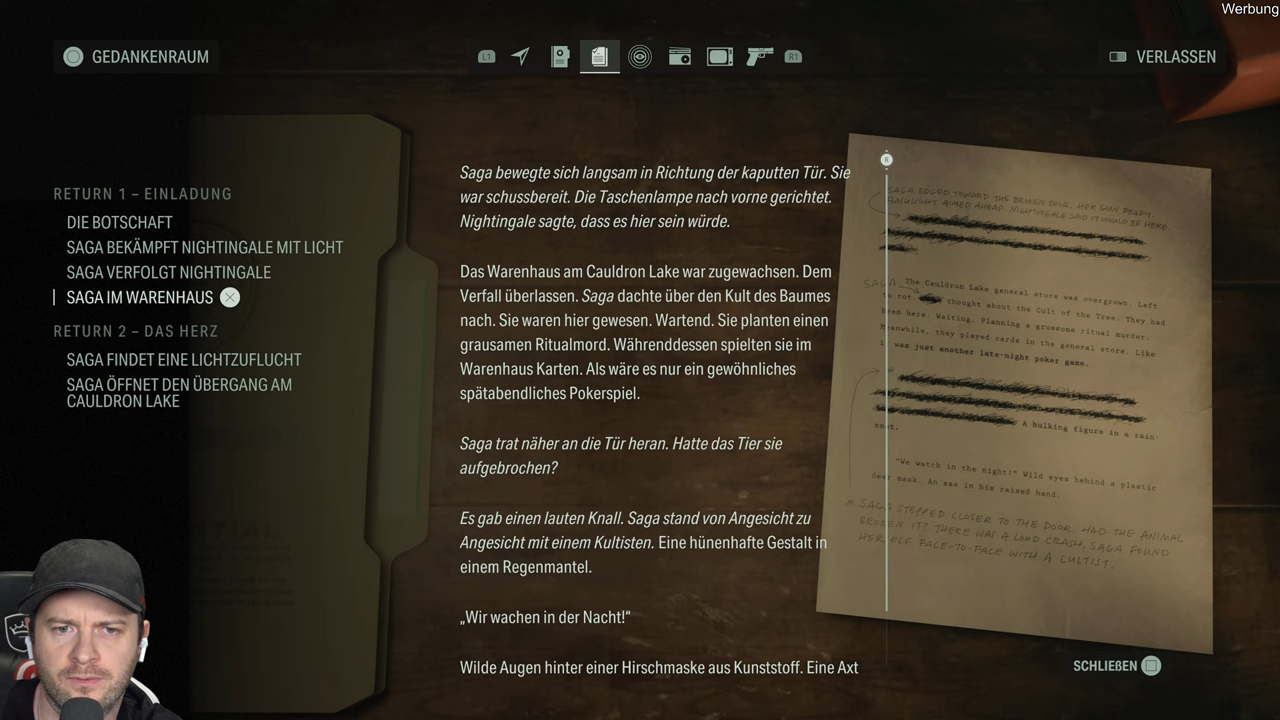 Werbung
GEDANKENRAUM
L1
R1
VERLASSEN
RETURN 1 – EINLADUNG
DIE BOTSCHAFT
SAGA BEKÄMPFT NIGHTINGALE MIT LICHT
SAGA VERFOLGT NIGHTINGALE
SAGA IM WARENHAUS
RETURN 2 – DAS HERZ
SAGA FINDET EINE LICHTZUFLUCHT
SAGA ÖFFNET DEN ÜBERGANG AM
CAULDRON LAKE
Saga bewegte sich langsam in Richtung der kaputten Tür. Sie
war schussbereit. Die Taschenlampe nach vorne gerichtet.
Nightingale sagte, dass es hier sein würde.
Das Warenhaus am Cauldron Lake war zugewachsen. Dem
Verfall überlassen. Saga dachte über den Kult des Baumes
nach. Sie waren hier gewesen. Wartend. Sie planten einen
grausamen Ritualmord. Währenddessen spielten sie im
Warenhaus Karten. Als wäre es nur ein gewöhnliches
spätabendliches Pokerspiel.
Saga trat näher an die Tür heran. Hatte das Tier sie
aufgebrochen?
Es gab einen lauten Knall. Saga stand von Angesicht zu
Angesicht mit einem Kultisten. Eine hünenhafte Gestalt in
einem Regenmantel.
„Wir wachen in der Nacht!“
Wilde Augen hinter einer Hirschmaske aus Kunststoff. Eine Axt
R
SAGA EDGED TOWARD THE BROKEN DOOR, HER GUN READY,
FLASHLIGHT AIMED AHEAD. NIGHTINGALE SAID IT WOULD BE HERE.
SAGA
The Cauldron Lake general store was overgrown. Left
to rot. thought about the Cult of the Tree. They had
been here. Waiting. Planning a gruesome ritual murder.
Meanwhile, they played cards in the general store. Like
it was just another late-night poker game.
A hulking figure in a rain-
coat.
"We watch in the night!" Wild eyes behind a plastic
deer mask. An axe in his raised hand.
SAGA STEPPED CLOSER TO THE DOOR. HAD THE ANIMAL
BROKEN IT? THERE WAS A LOUD CRASH. SAGA FOUND
HERSELF FACE-TO-FACE WITH A CULTIST.
SCHLIEẞEN